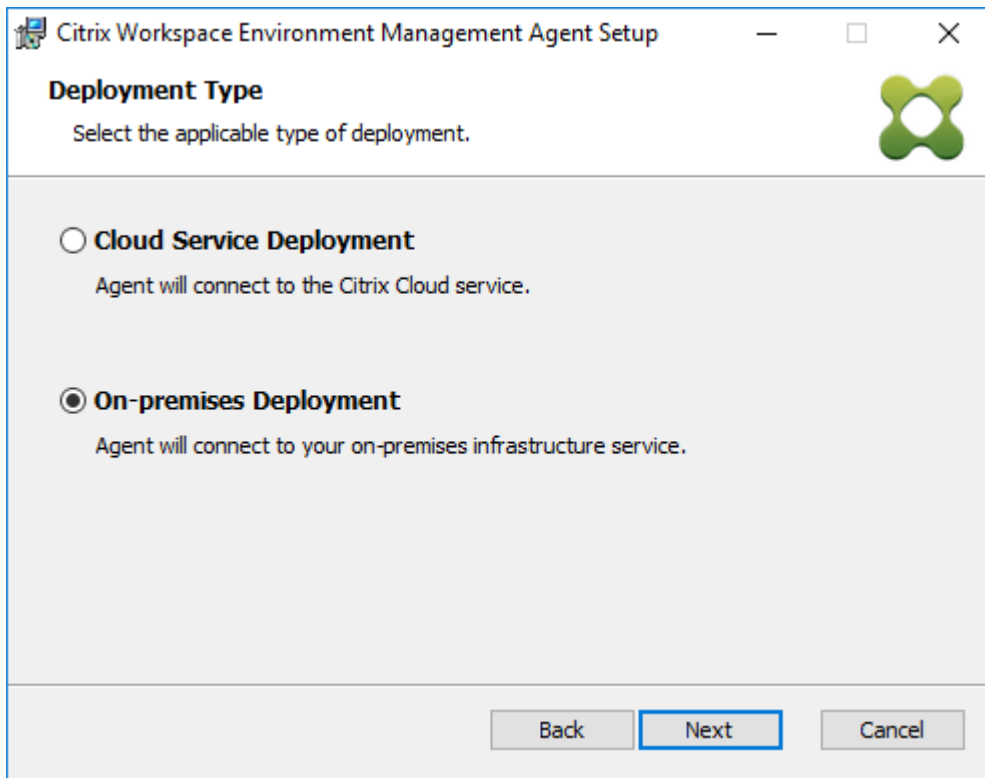 Citrix Workspace Environment Management Agent Setup
Deployment Type
Select the applicable type of deployment.
Cloud Service Deployment
Agent will connect to the Citrix Cloud service.
On-premises Deployment
Agent will connect to your on-premises infrastructure service.
Back Next Cancel